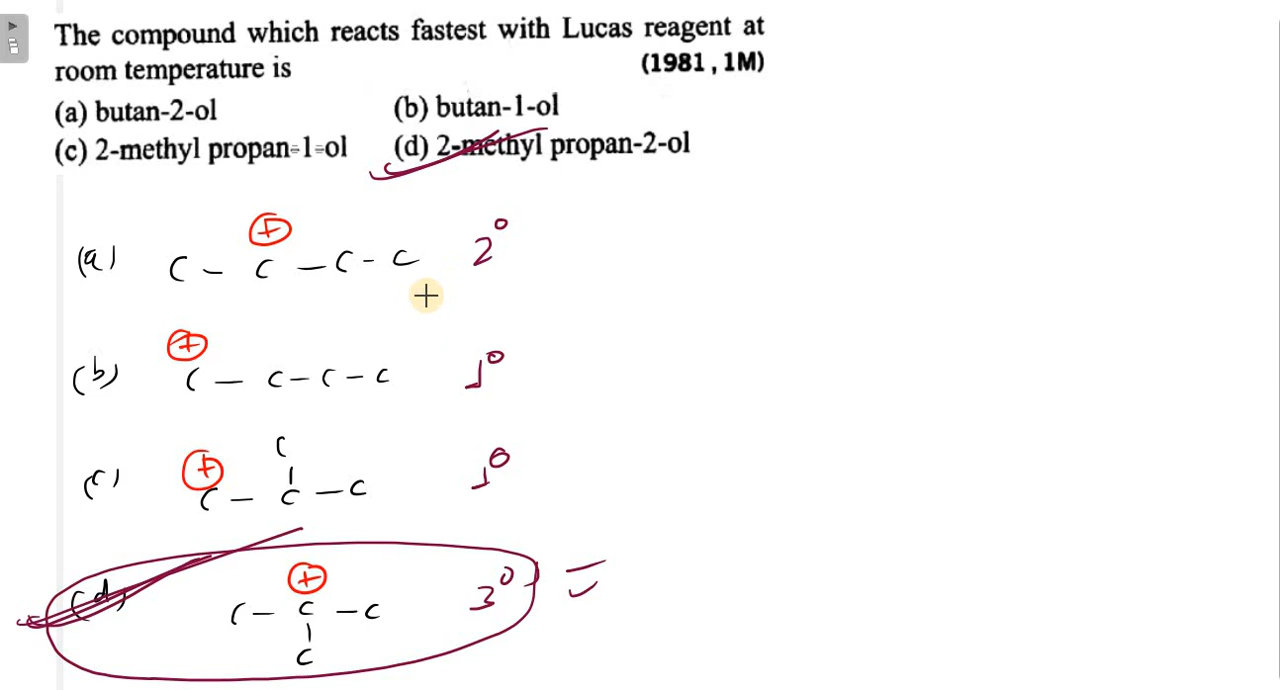 The compound which reacts fastest with Lucas reagent at
room temperature is (1981, 1M)
(a) butan-2-ol (b) butan-1-ol
(c) 2-methyl propan-1-ol (d) 2-methyl propan-2-ol
(a) C - C - C - C 2°
+
(b) C - C - C - C 1°
+
C
(c) C - C - C 1°
+
+
(d) C - C - C 3°
C